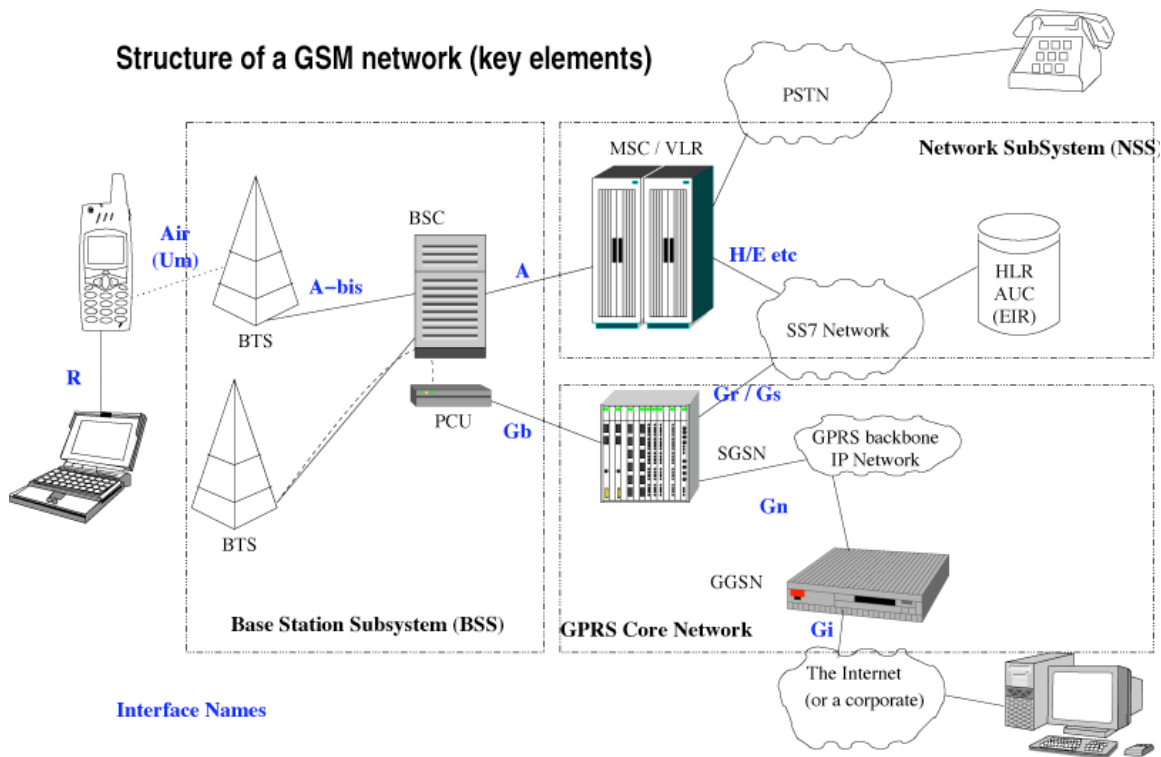 Structure of a GSM network (key elements)
PSTN
MSC / VLR
Network SubSystem (NSS)
BSC
Air
(Um)
A-bis
A
H/E etc
HLR
AUC
(EIR)
SS7 Network
BTS
R
PCU
Gb
Gr / Gs
SGSN
GPRS backbone
IP Network
Gn
BTS
GGSN
Base Station Subsystem (BSS)
GPRS Core Network
Gi
The Internet
(or a corporate)
Interface Names